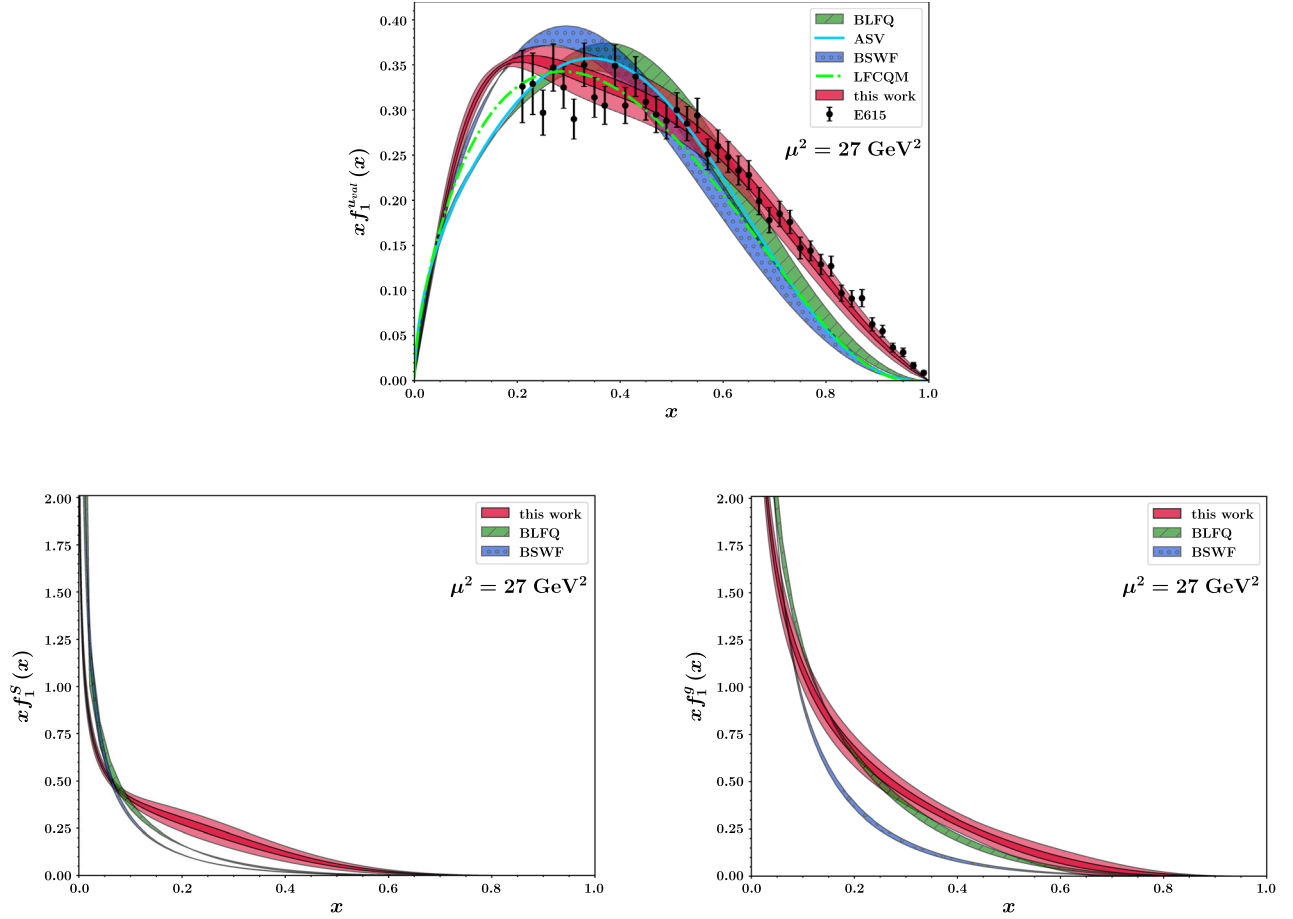 0.40
0.35
0.30
0.25
0.20
0.15
0.10
0.05
0.00
x f_1^{u_{val}}(x)
BLFQ
ASV
BSWF
LFCQM
this work
E615
μ² = 27 GeV²
0.0 0.2 0.4 0.6 0.8 1.0
x
2.00
1.75
1.50
1.25
1.00
0.75
0.50
0.25
0.00
x f_1^S(x)
this work
BLFQ
BSWF
μ² = 27 GeV²
0.0 0.2 0.4 0.6 0.8 1.0
x
2.00
1.75
1.50
1.25
1.00
0.75
0.50
0.25
0.00
x f_1^g(x)
this work
BLFQ
BSWF
μ² = 27 GeV²
0.0 0.2 0.4 0.6 0.8 1.0
x